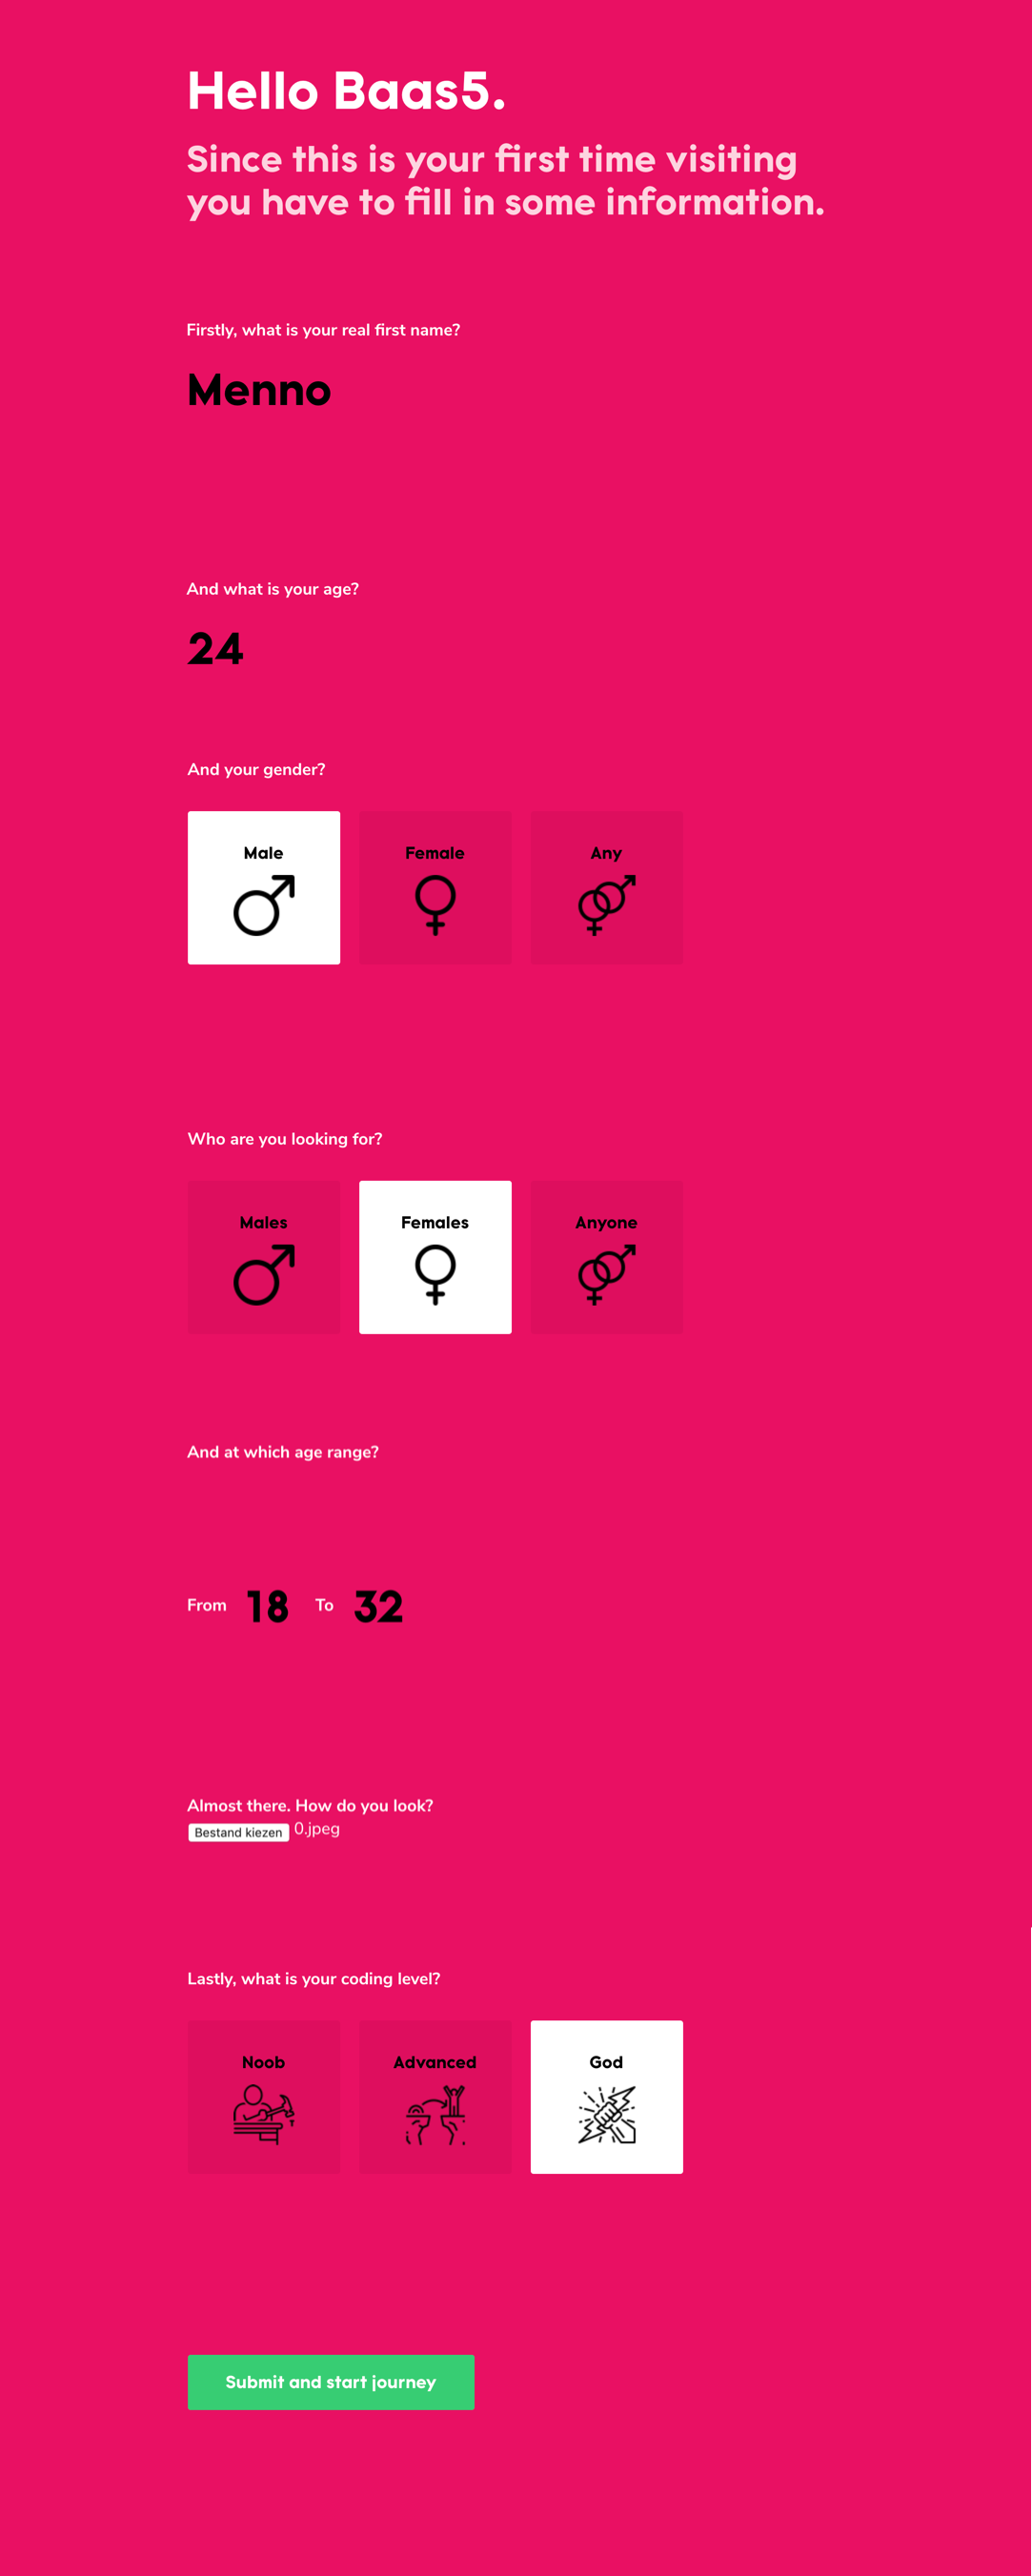 Hello Baas5.
Since this is your first time visiting
you have to fill in some information.
Firstly, what is your real first name?
Menno
And what is your age?
24
And your gender?
Male Female Any
Who are you looking for?
Males Females Anyone
And at which age range?
From 18 To 32
Almost there. How do you look?
Bestand kiezen 0.jpeg
Lastly, what is your coding level?
Noob Advanced God
Submit and start journey